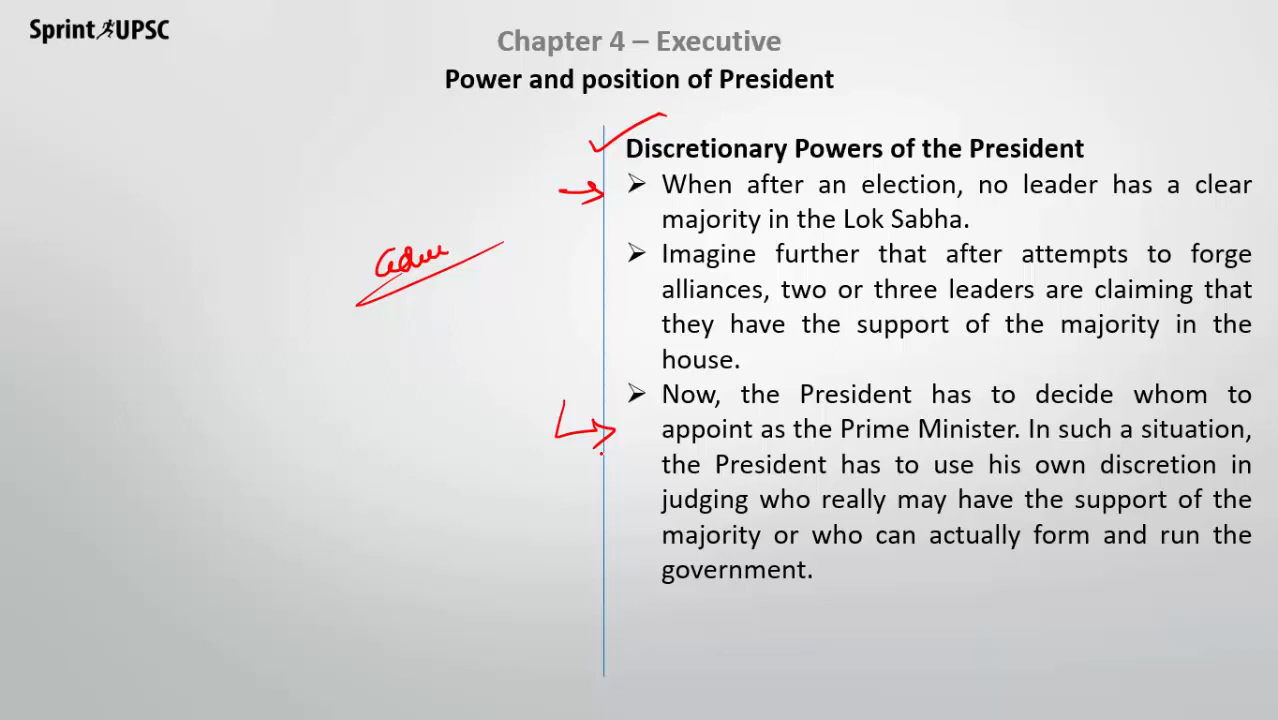 Sprint UPSC
Chapter 4 – Executive
Power and position of President
Discretionary Powers of the President
➢ When after an election, no leader has a clear
majority in the Lok Sabha.
➢ Imagine further that after attempts to forge
alliances, two or three leaders are claiming that
they have the support of the majority in the
house.
➢ Now, the President has to decide whom to
appoint as the Prime Minister. In such a situation,
the President has to use his own discretion in
judging who really may have the support of the
majority or who can actually form and run the
government.